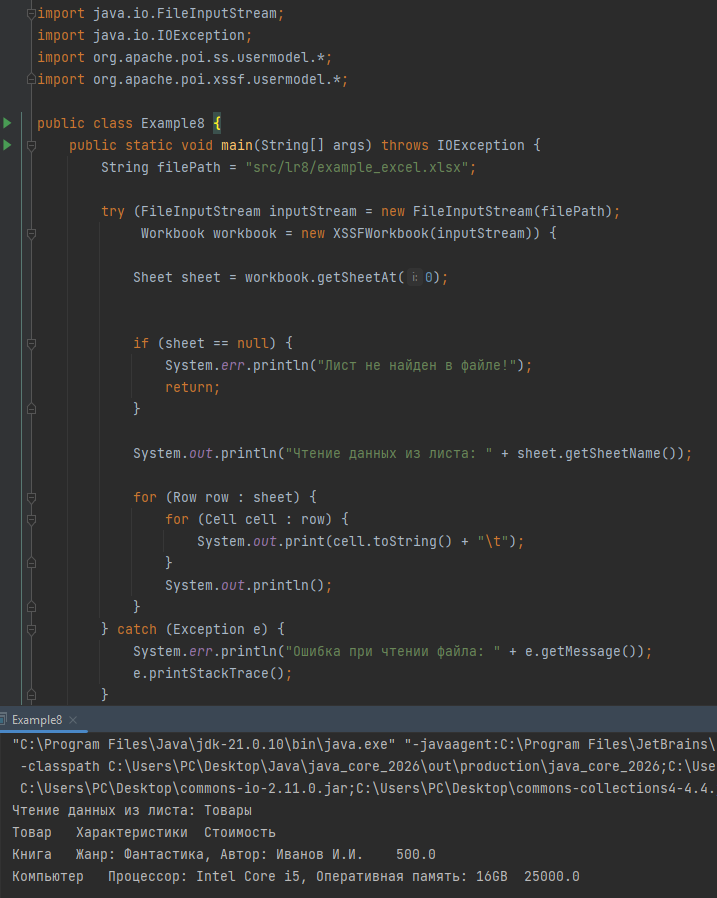 import java.io.FileInputStream;
import java.io.IOException;
import org.apache.poi.ss.usermodel.*;
import org.apache.poi.xssf.usermodel.*;
public class Example8 {
public static void main(String[] args) throws IOException {
String filePath = "src/lr8/example_excel.xlsx";
try (FileInputStream inputStream = new FileInputStream(filePath);
Workbook workbook = new XSSFWorkbook(inputStream)) {
Sheet sheet = workbook.getSheetAt( i: 0);
if (sheet == null) {
System.err.println("Лист не найден в файле!");
return;
}
System.out.println("Чтение данных из листа: " + sheet.getSheetName());
for (Row row : sheet) {
for (Cell cell : row) {
System.out.print(cell.toString() + "\t");
}
System.out.println();
}
} catch (Exception e) {
System.err.println("Ошибка при чтении файла: " + e.getMessage());
e.printStackTrace();
}
Example8 ×
"C:\Program Files\Java\jdk-21.0.10\bin\java.exe" "-javaagent:C:\Program Files\JetBrains\
-classpath C:\Users\PC\Desktop\Java\java_core_2026\out\production\java_core_2026;C:\Use
C:\Users\PC\Desktop\commons-io-2.11.0.jar;C:\Users\PC\Desktop\commons-collections4-4.4.
Чтение данных из листа: Товары
Товар Характеристики Стоимость
Книга Жанр: Фантастика, Автор: Иванов И.И. 500.0
Компьютер Процессор: Intel Core i5, Оперативная память: 16GB 25000.0